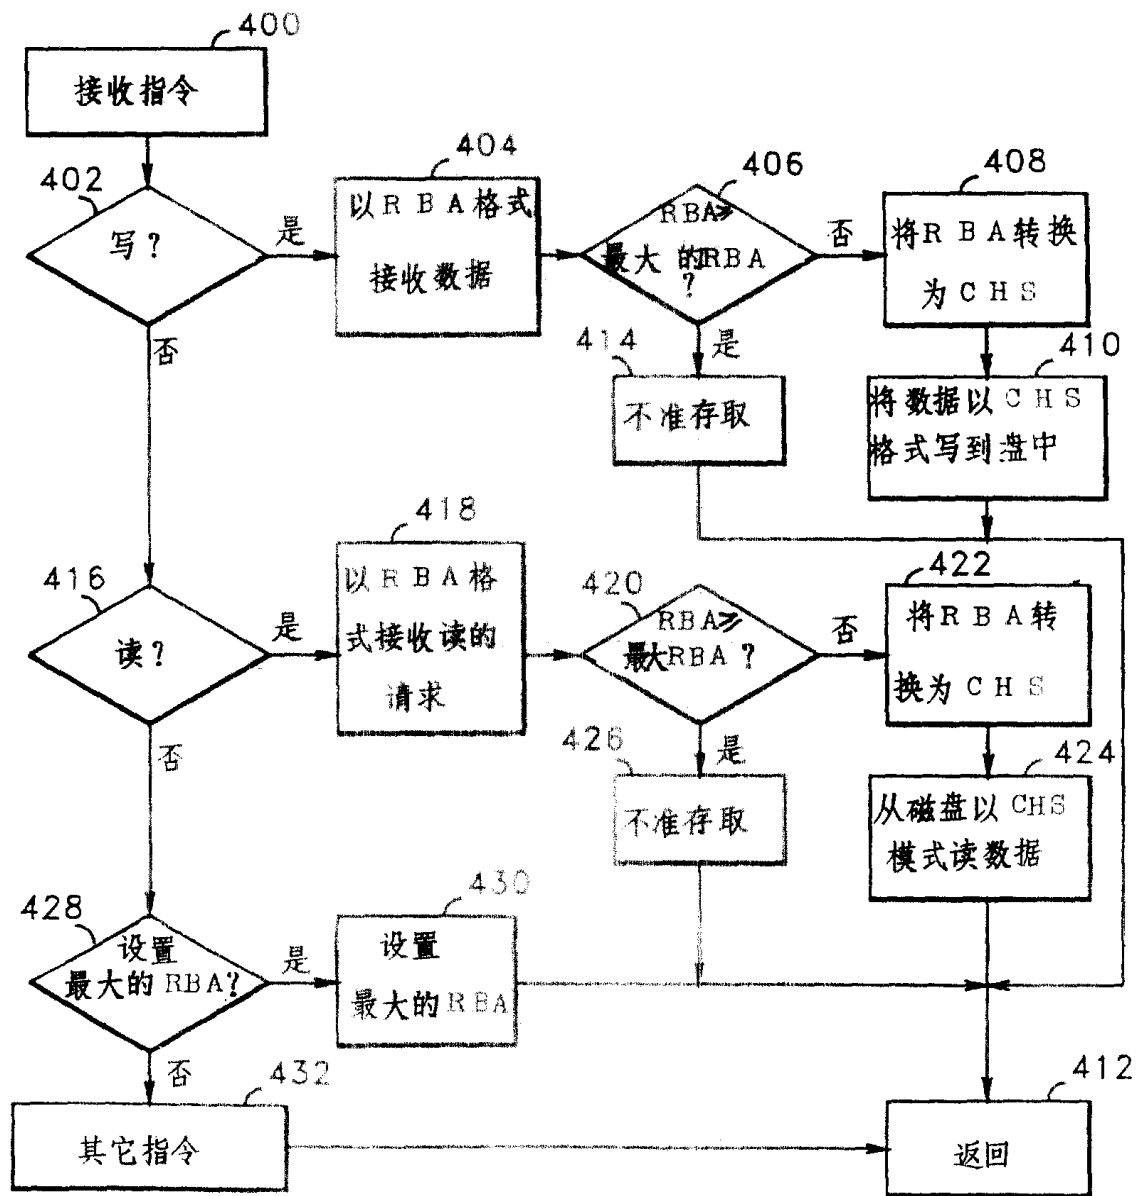 400
接收指令
402
写?
是
否
404
以RBA格式
接收数据
406
RBA≥
最大的RBA
?
否
是
408
将RBA转换
为CHS
410
将数据以CHS
格式写到盘中
414
不准存取
416
读?
是
否
418
以RBA格
式接收读的
请求
420
RBA≥
最大RBA?
否
是
422
将RBA转
换为CHS
424
从磁盘以CHS
模式读数据
426
不准存取
428
设置
最大的RBA?
是
否
430
设置
最大的RBA
432
其它指令
412
返回